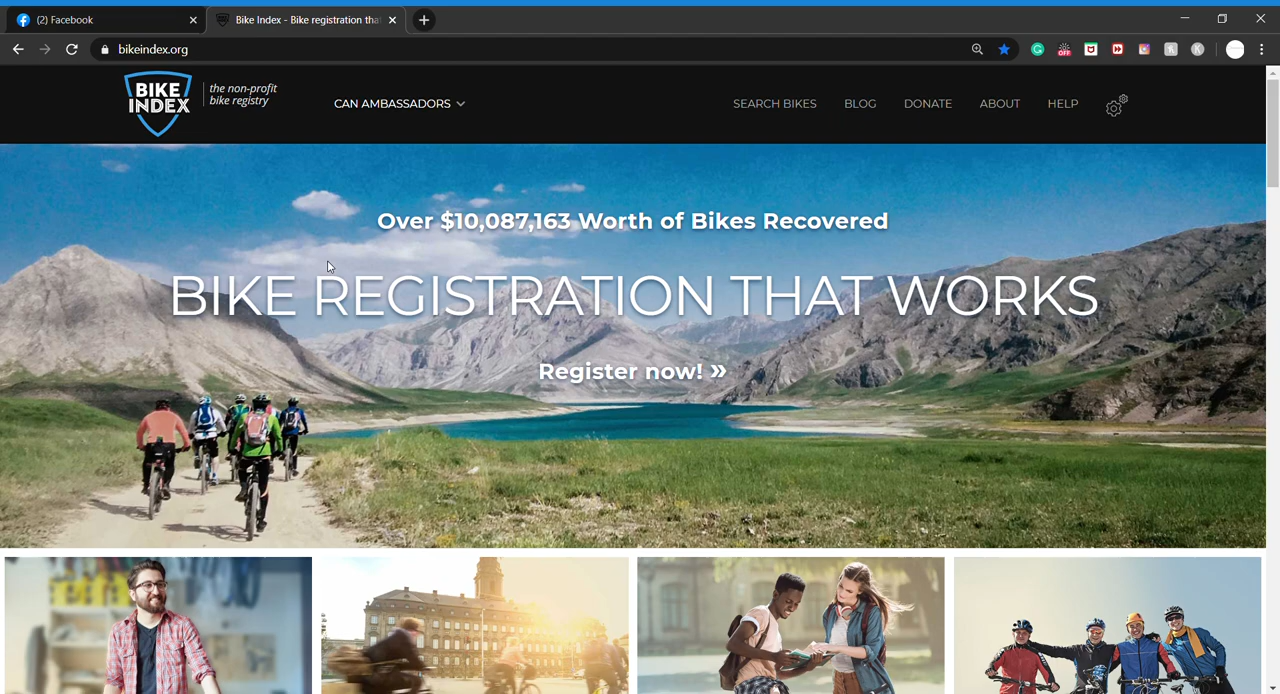 (2) Facebook
Bike Index - Bike registration tha
bikeindex.org
OFF
BIKE
INDEX
the non-profit
bike registry
CAN AMBASSADORS
SEARCH BIKES
BLOG
DONATE
ABOUT
HELP
Over $10,087,163 Worth of Bikes Recovered
BIKE REGISTRATION THAT WORKS
Register now! »